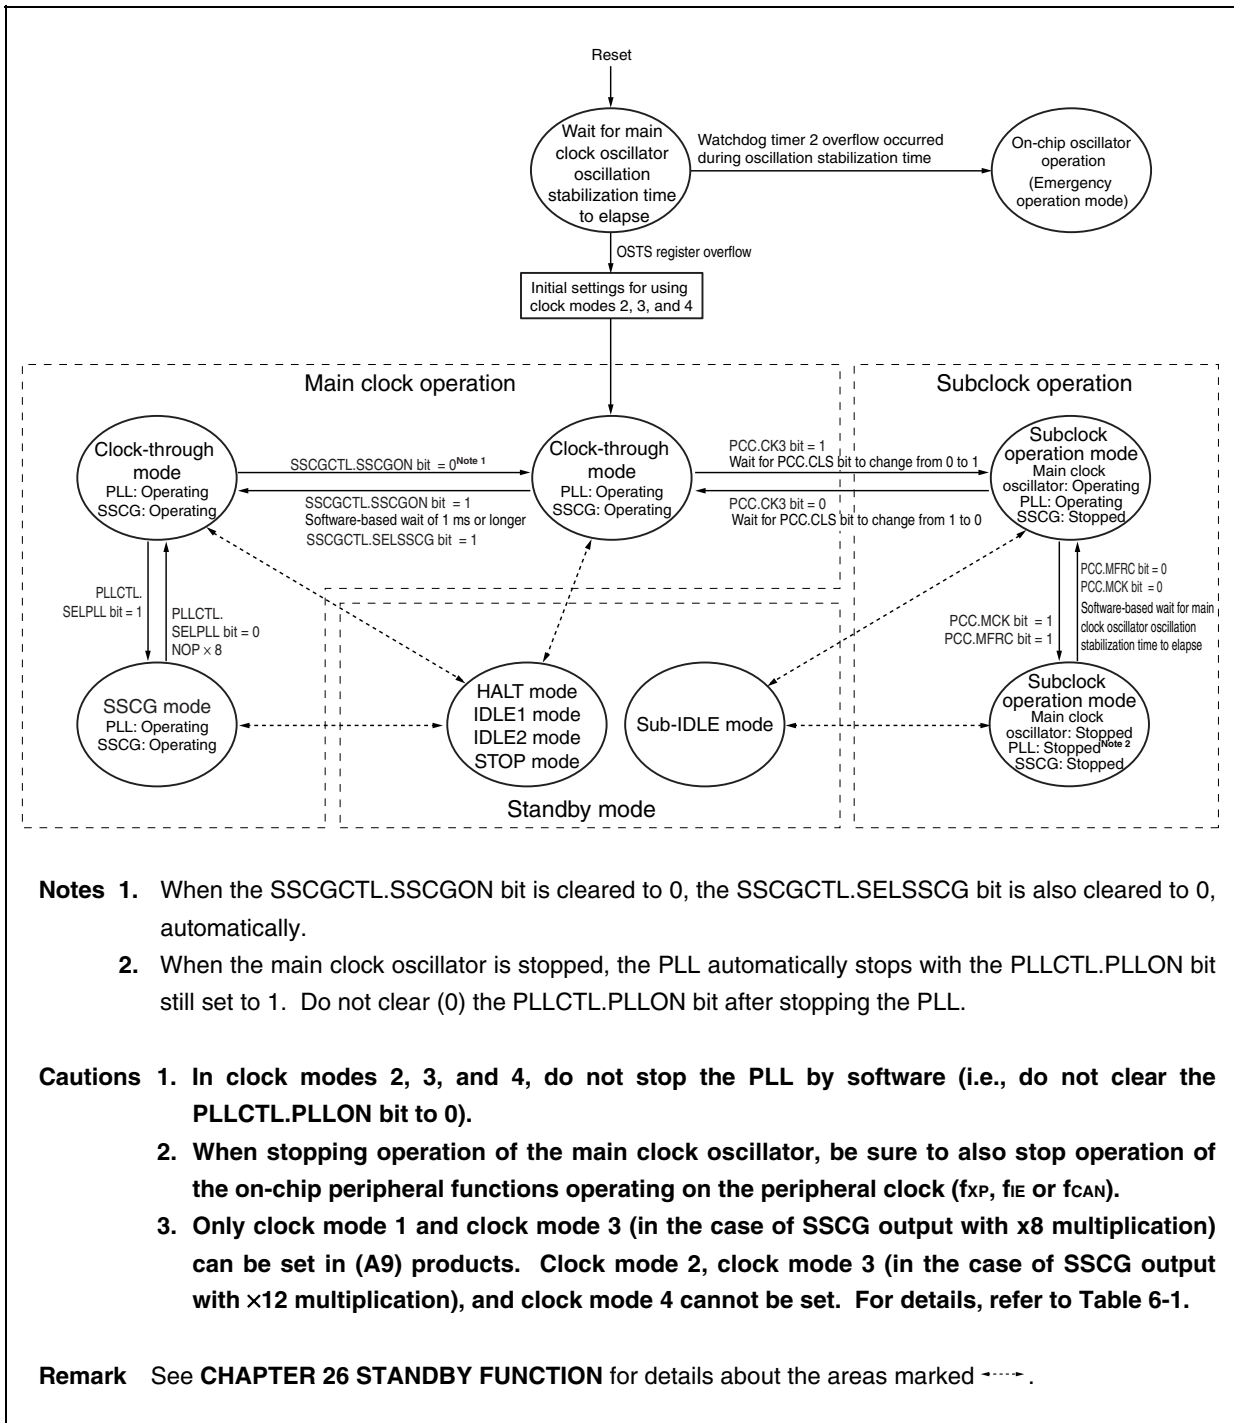 Reset
Wait for main
clock oscillator
oscillation
stabilization time
to elapse
Watchdog timer 2 overflow occurred
during oscillation stabilization time
On-chip oscillator
operation
(Emergency
operation mode)
OSTS register overflow
Initial settings for using
clock modes 2, 3, and 4
Main clock operation
Subclock operation
Clock-through
mode
PLL: Operating
SSCG: Operating
SSCGCTL.SSCGON bit = 0Note 1
SSCGCTL.SSCGON bit = 1
Software-based wait of 1 ms or longer
SSCGCTL.SELSSCG bit = 1
Clock-through
mode
PLL: Operating
SSCG: Operating
PCC.CK3 bit = 1
Wait for PCC.CLS bit to change from 0 to 1
PCC.CK3 bit = 0
Wait for PCC.CLS bit to change from 1 to 0
Subclock
operation mode
Main clock
oscillator: Operating
PLL: Operating
SSCG: Stopped
PLLCTL.
SELPLL bit = 1
PLLCTL.
SELPLL bit = 0
NOP × 8
PCC.MCK bit = 1
PCC.MFRC bit = 1
PCC.MFRC bit = 0
PCC.MCK bit = 0
Software-based wait for main
clock oscillator oscillation
stabilization time to elapse
SSCG mode
PLL: Operating
SSCG: Operating
HALT mode
IDLE1 mode
IDLE2 mode
STOP mode
Sub-IDLE mode
Subclock
operation mode
Main clock
oscillator: Stopped
PLL: StoppedNote 2
SSCG: Stopped
Standby mode
Notes 1. When the SSCGCTL.SSCGON bit is cleared to 0, the SSCGCTL.SELSSCG bit is also cleared to 0,
automatically.
2. When the main clock oscillator is stopped, the PLL automatically stops with the PLLCTL.PLLON bit
still set to 1. Do not clear (0) the PLLCTL.PLLON bit after stopping the PLL.
Cautions 1. In clock modes 2, 3, and 4, do not stop the PLL by software (i.e., do not clear the
PLLCTL.PLLON bit to 0).
2. When stopping operation of the main clock oscillator, be sure to also stop operation of
the on-chip peripheral functions operating on the peripheral clock (fXP, fIE or fCAN).
3. Only clock mode 1 and clock mode 3 (in the case of SSCG output with x8 multiplication)
can be set in (A9) products. Clock mode 2, clock mode 3 (in the case of SSCG output
with ×12 multiplication), and clock mode 4 cannot be set. For details, refer to Table 6-1.
Remark See CHAPTER 26 STANDBY FUNCTION for details about the areas marked .